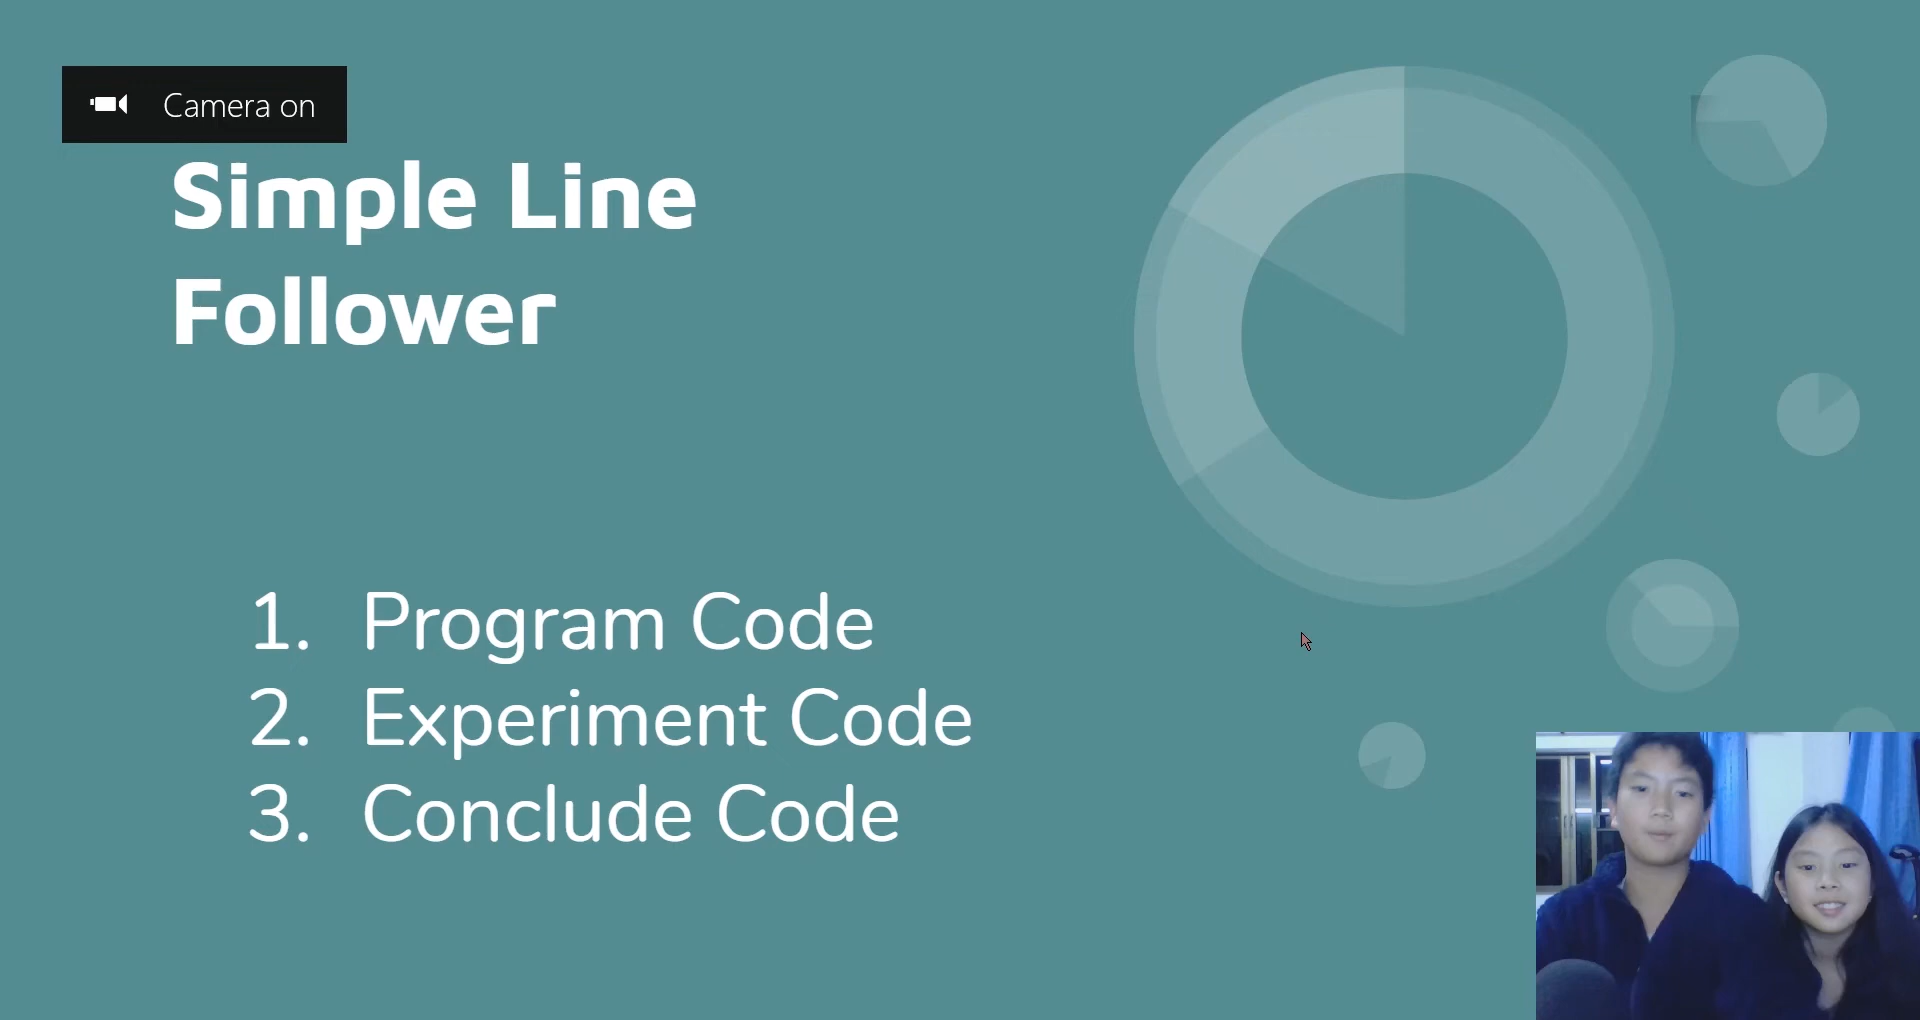 Camera on
Simple Line
Follower
1. Program Code
2. Experiment Code
3. Conclude Code